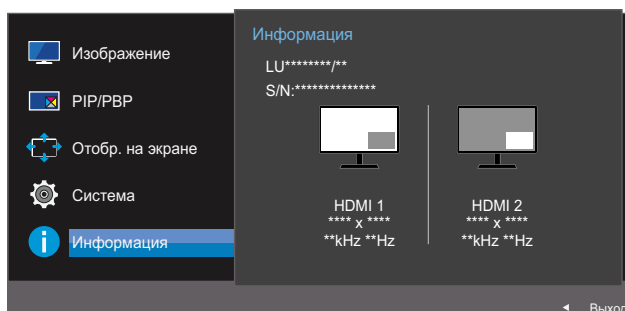 Изображение
PIP/PBP
Отобр. на экране
Система
Информация
Информация
LU********/**
S/N:**************
HDMI 1
**** x ****
**kHz **Hz
HDMI 2
**** x ****
**kHz **Hz
Выход